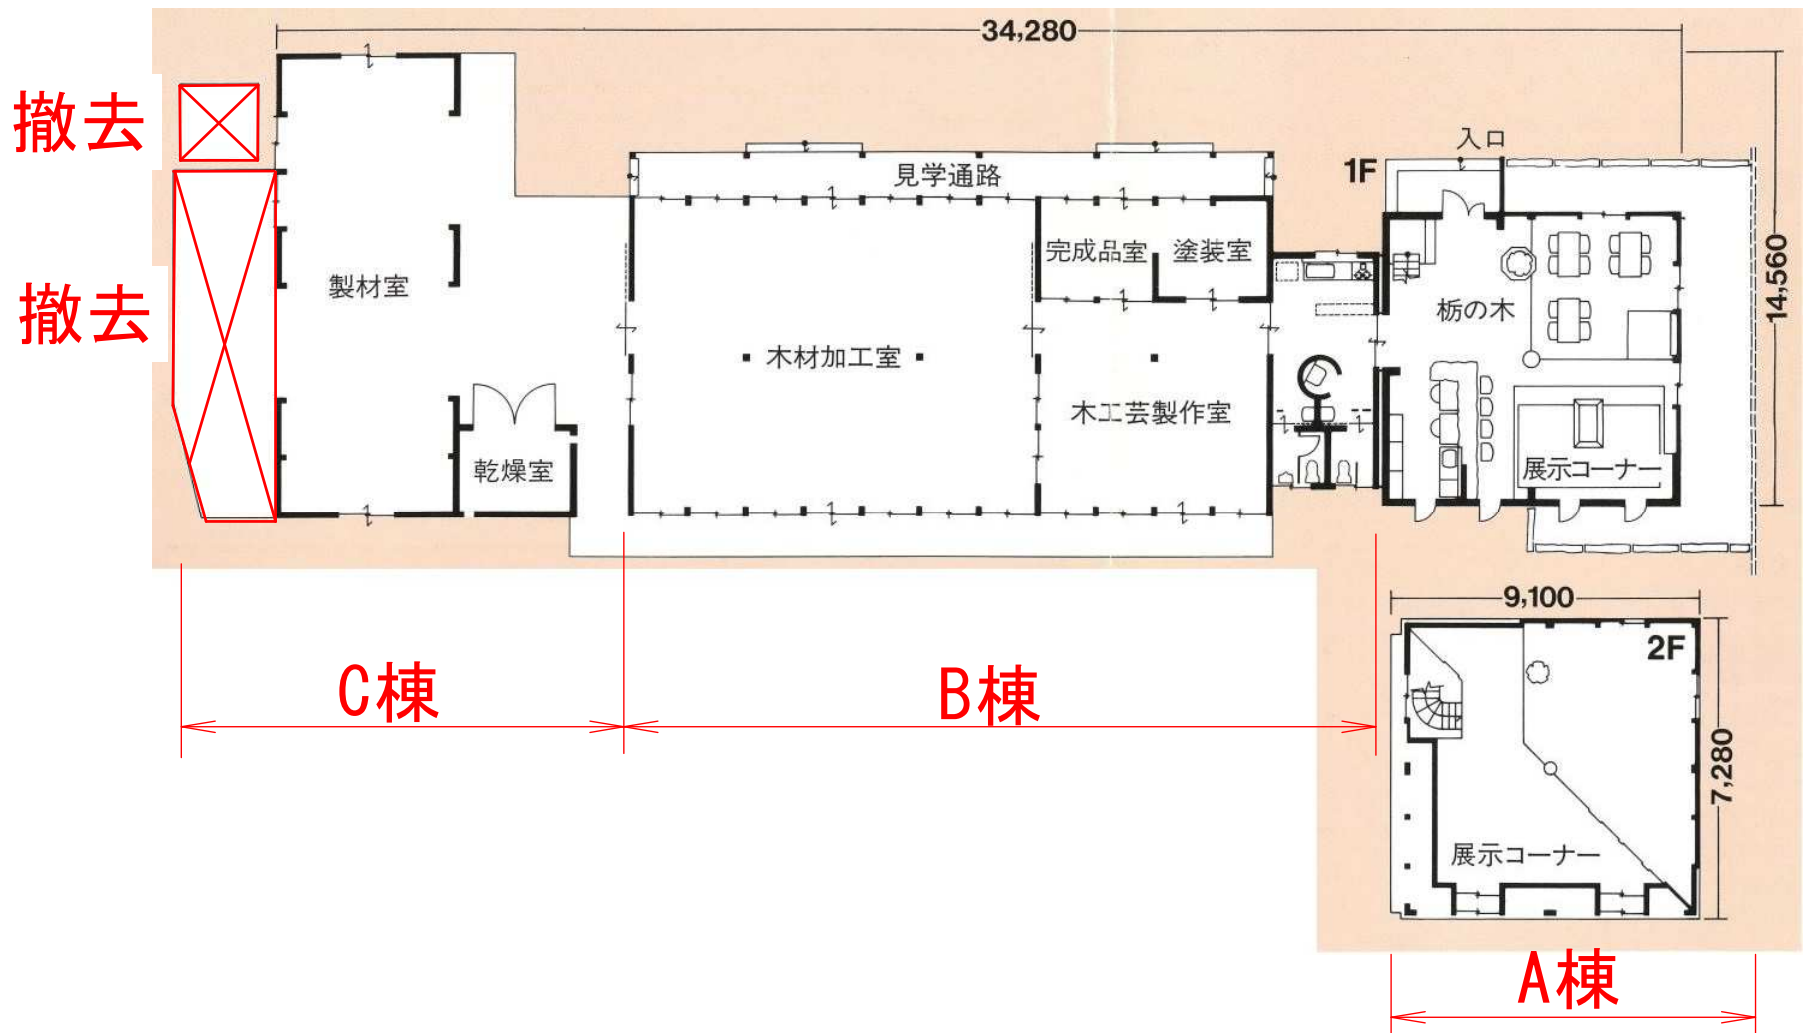 34,280
撤去
入口
1F
見学通路
14,560
完成品室
塗装室
製材室
撤去
栃の木
木材加工室
木工芸製作室
乾燥室
展示コーナー
9,100
2F
C棟
B棟
7,280
展示コーナー
A棟